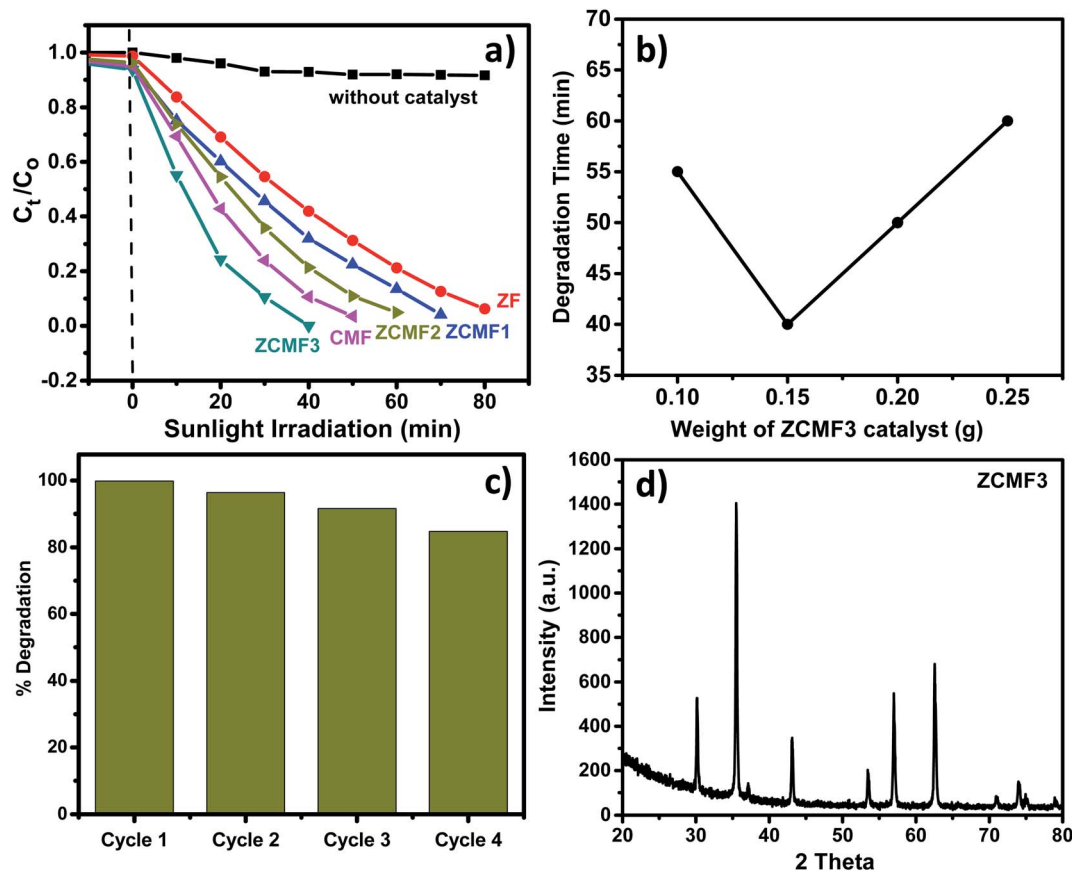 a)
1.0
0.8
0.6
0.4
0.2
0.0
-0.2
C_t/C_o
without catalyst
ZF
ZCMF3
CMF
ZCMF2
ZCMF1
0 20 40 60 80
Sunlight Irradiation (min)
b)
70
65
60
55
50
45
40
35
Degradation Time (min)
0.10 0.15 0.20 0.25
Weight of ZCMF3 catalyst (g)
c)
100
80
60
40
20
0
% Degradation
Cycle 1 Cycle 2 Cycle 3 Cycle 4
d)
ZCMF3
1600
1400
1200
1000
800
600
400
200
0
Intensity (a.u.)
20 30 40 50 60 70 80
2 Theta